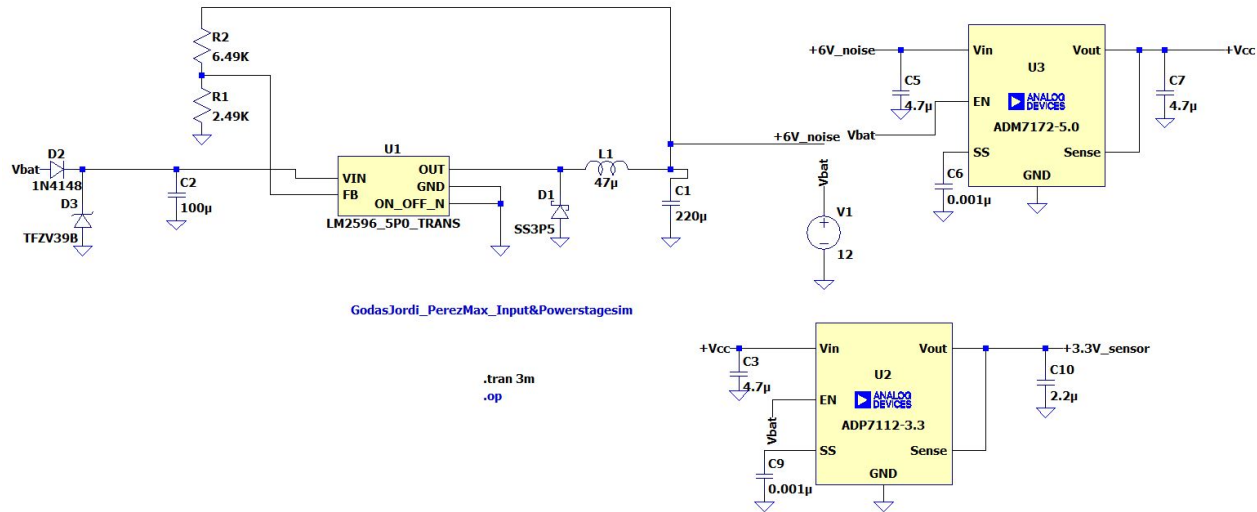 R2
6.49K
R1
2.49K
Vbat
D2
1N4148
D3
TFZV39B
C2
100µ
U1
VIN
FB
OUT
GND
ON_OFF_N
LM2596_5P0_TRANS
D1
SS3P5
L1
47µ
C1
220µ
+6V_noise
Vbat
V1
12
+6V_noise
C5
4.7µ
Vbat
C6
0.001µ
Vin
Vout
U3
EN
ANALOG
DEVICES
ADM7172-5.0
SS
Sense
GND
C7
4.7µ
+Vcc
GodasJordi_PerezMax_Input&Powerstagesim
.tran 3m
.op
+Vcc
C3
4.7µ
Vbat
C9
0.001µ
Vin
Vout
U2
EN
ANALOG
DEVICES
ADP7112-3.3
SS
Sense
GND
+3.3V_sensor
C10
2.2µ